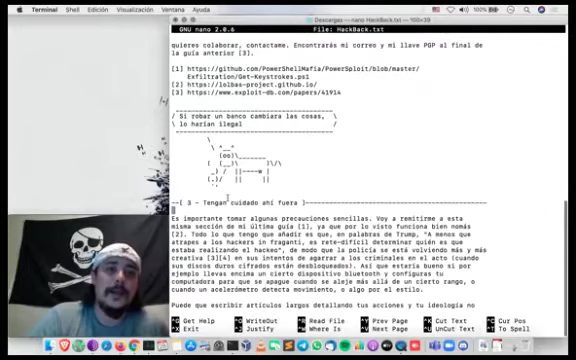 Terminal Shell Edición Visualización Ventana Ayuda
100%
Descargas — nano HackBack.txt — 100×39
GNU nano 2.0.6 File: HackBack.txt
quieres colaborar, contactame. Encontrarás mi correo y mi llave PGP al final de
la guía anterior [3].
[1] https://github.com/PowerShellMafia/PowerSploit/blob/master/
Exfiltration/Get-Keystrokes.ps1
[2] https://lolbas-project.github.io/
[3] https://www.exploit-db.com/papers/41914
/ Si robar un banco cambiara las cosas, \
\ lo harían ilegal /
\
\ ^__^
(oo)\_______
( (__)\ )\/\
_) / ||----w |
(.)/ || ||
--[ 3 - Tengan cuidado ahí fuera ]--
Es importante tomar algunas precauciones sencillas. Voy a remitirme a esta
misma sección de mi última guía [1], ya que por lo visto funciona bien nomás
[2]. Todo lo que tengo que añadir es que, en palabras de Trump, "A menos que
atrapes a los hackers in fraganti, es rete-difícil determinar quién es que
estaba realizando el hackeo", de modo que la policía se está volviendo más y más
creativa [3][4] en sus intentos de agarrar a los criminales en el acto (cuando
sus discos duros cifrados están desbloqueados). Así que estaría bueno si por
ejemplo llevas encima un cierto dispositivo bluetooth y configuras tu
computadora para que se apague cuando se aleje más allá de un cierto rango, o
cuando un acelerómetro detecta movimiento, o algo por el estilo.
Puede que escribir artículos largos detallando tus acciones y tu ideología no
^G Get Help ^O WriteOut ^R Read File ^Y Prev Page ^K Cut Text ^C Cur Pos
^X Exit ^J Justify ^W Where Is ^V Next Page ^U UnCut Text ^T To Spell